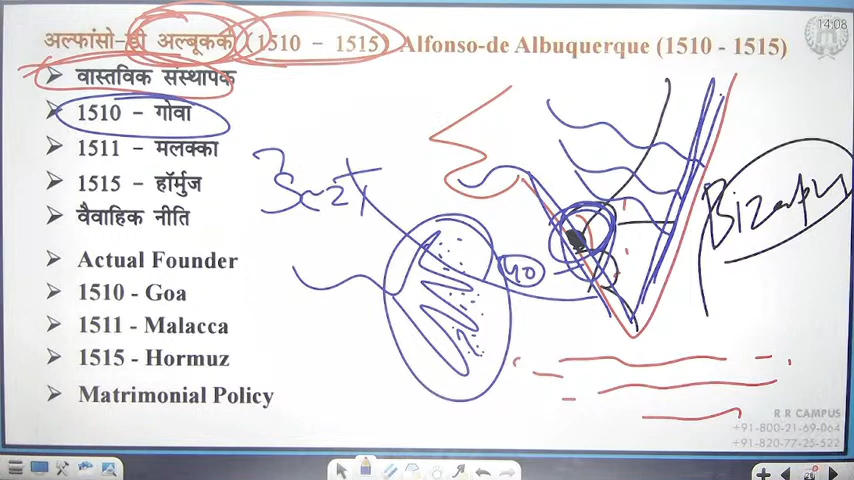 14:08
अल्फांसो-डी अल्बूकर्क (1510 – 1515) Alfonso-de Albuquerque (1510 - 1515)
➢ वास्तविक संस्थापक
➢ 1510 – गोवा
➢ 1511 – मलक्का
➢ 1515 – हॉर्मुज
➢ वैवाहिक नीति
➢ Actual Founder
➢ 1510 - Goa
➢ 1511 - Malacca
➢ 1515 - Hormuz
➢ Matrimonial Policy
R R CAMPUS
+91-800-21-69-064
+91-820-77-25-522